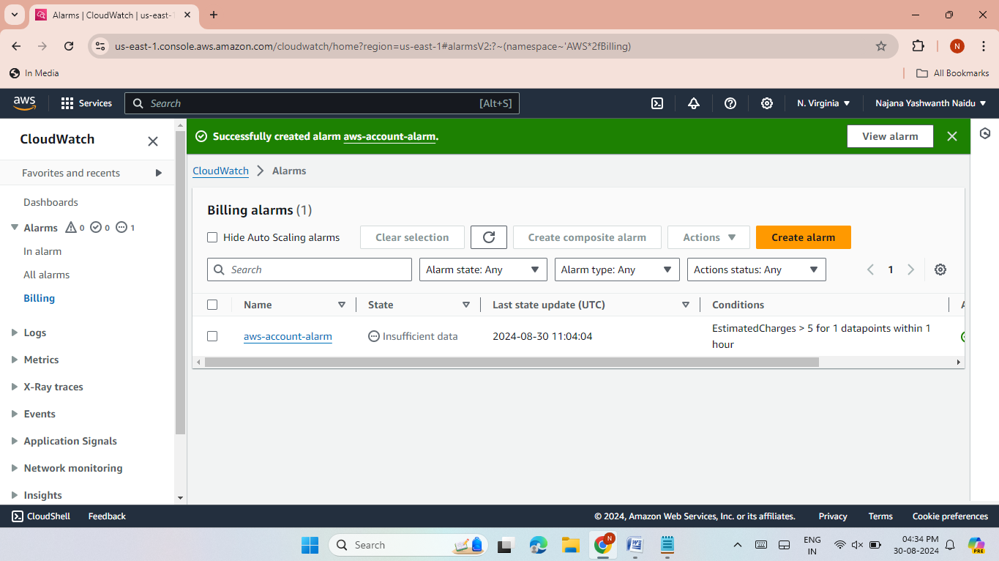 Alarms | CloudWatch | us-east-1
us-east-1.console.aws.amazon.com/cloudwatch/home?region=us-east-1#alarmsV2:?~(namespace~'AWS*2fBilling)
N
In Media
All Bookmarks
aws
Services
Search
[Alt+S]
N. Virginia
Najana Yashwanth Naidu
CloudWatch
Favorites and recents
Dashboards
Alarms 0 0 1
In alarm
All alarms
Billing
Logs
Metrics
X-Ray traces
Events
Application Signals
Network monitoring
Insights
Successfully created alarm aws-account-alarm.
View alarm
CloudWatch > Alarms
Billing alarms (1)
Hide Auto Scaling alarms
Clear selection
Create composite alarm
Actions
Create alarm
Search
Alarm state: Any
Alarm type: Any
Actions status: Any
1
Name
State
Last state update (UTC)
Conditions
aws-account-alarm
Insufficient data
2024-08-30 11:04:04
EstimatedCharges > 5 for 1 datapoints within 1
hour
CloudShell
Feedback
© 2024, Amazon Web Services, Inc. or its affiliates.
Privacy
Terms
Cookie preferences
Search
N
ENG
IN
04:34 PM
30-08-2024
PRE